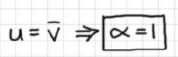 u = v̅ ⇒ α = 1